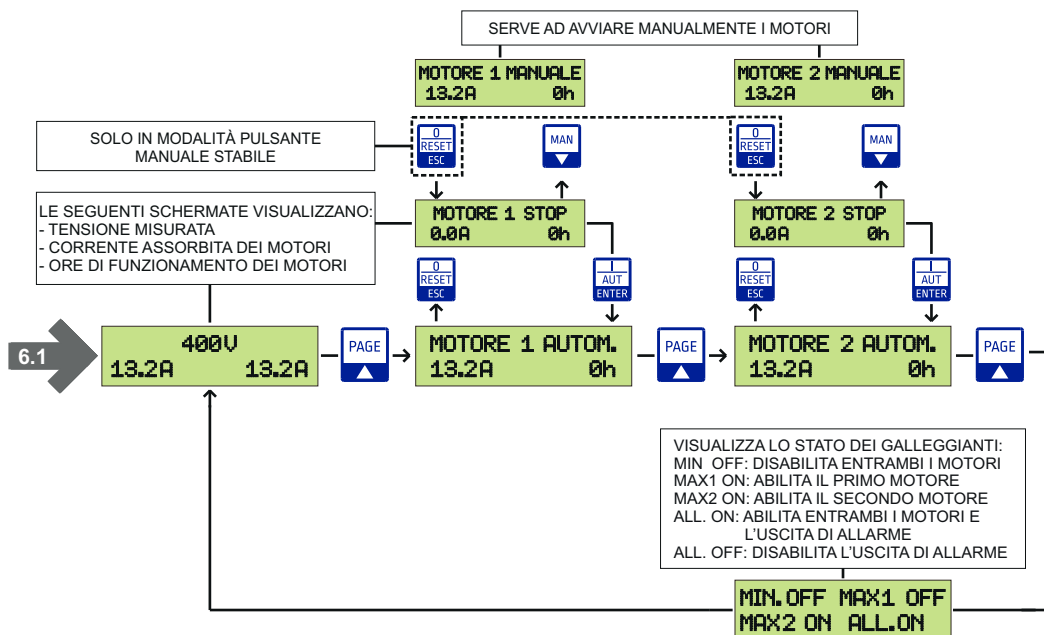 SERVE AD AVVIARE MANUALMENTE I MOTORI
MOTORE 1 MANUALE
13.2A 0h
MOTORE 2 MANUALE
13.2A 0h
SOLO IN MODALITÀ PULSANTE
MANUALE STABILE
0
RESET
ESC
MAN
0
RESET
ESC
MAN
LE SEGUENTI SCHERMATE VISUALIZZANO:
- TENSIONE MISURATA
- CORRENTE ASSORBITA DEI MOTORI
- ORE DI FUNZIONAMENTO DEI MOTORI
MOTORE 1 STOP
0.0A 0h
MOTORE 2 STOP
0.0A 0h
0
RESET
ESC
I
AUT
ENTER
0
RESET
ESC
I
AUT
ENTER
6.1
400V
13.2A 13.2A
PAGE
MOTORE 1 AUTOM.
13.2A 0h
PAGE
MOTORE 2 AUTOM.
13.2A 0h
PAGE
VISUALIZZA LO STATO DEI GALLEGGIANTI:
MIN OFF: DISABILITA ENTRAMBI I MOTORI
MAX1 ON: ABILITA IL PRIMO MOTORE
MAX2 ON: ABILITA IL SECONDO MOTORE
ALL. ON: ABILITA ENTRAMBI I MOTORI E
L'USCITA DI ALLARME
ALL. OFF: DISABILITA L'USCITA DI ALLARME
MIN.OFF MAX1 OFF
MAX2 ON ALL.ON